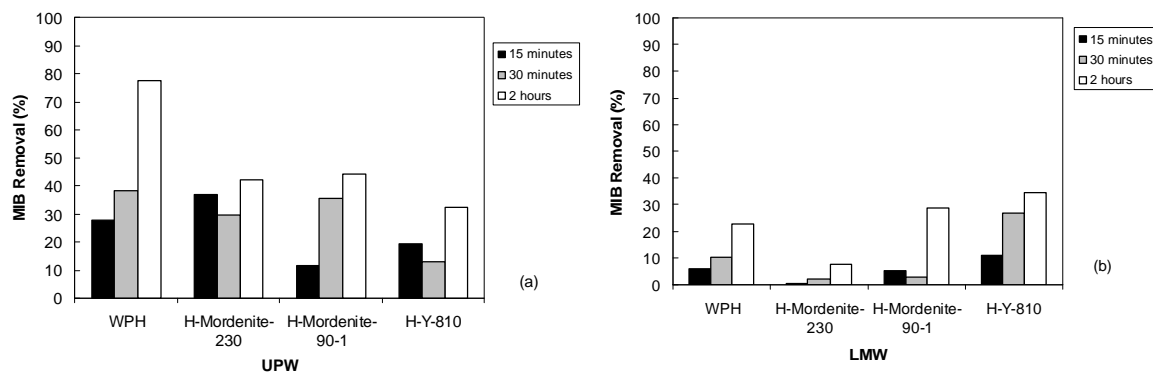 100
90
80
70
60
50
40
30
20
10
0
MIB Removal (%)
WPH
H-Mordenite-
230
H-Mordenite-
90-1
H-Y-810
UPW
15 minutes
30 minutes
2 hours
(a)
100
90
80
70
60
50
40
30
20
10
0
MIB Removal (%)
WPH
H-Mordenite-
230
H-Mordenite-
90-1
H-Y-810
LMW
15 minutes
30 minutes
2 hours
(b)